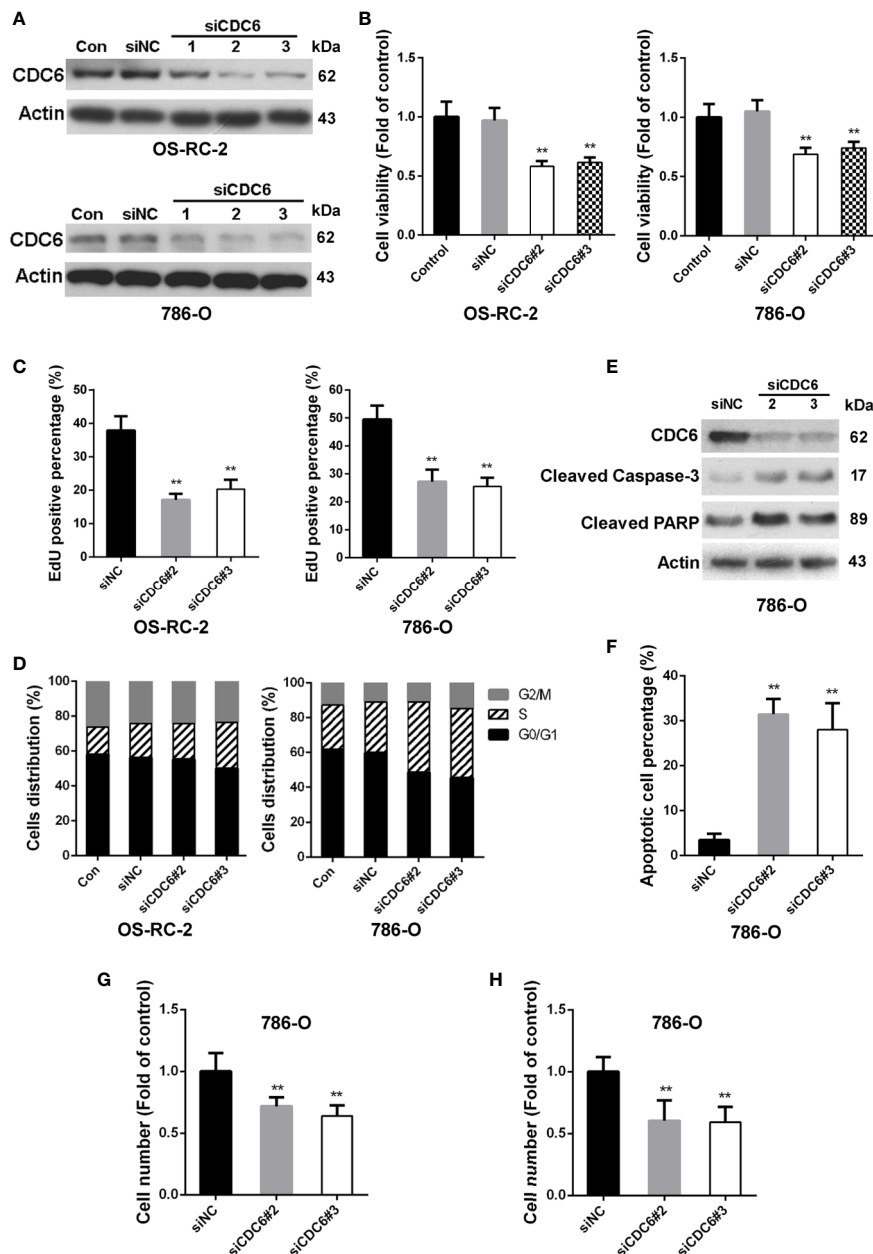 A
siCDC6
Con siNC 1 2 3 kDa
CDC6 62
Actin 43
OS-RC-2
siCDC6
Con siNC 1 2 3 kDa
CDC6 62
Actin 43
786-O
B
Cell viability (Fold of control)
1.5
1.0
0.5
0.0
** **
Control siNC siCDC6#2 siCDC6#3
OS-RC-2
Cell viability (Fold of control)
1.5
1.0
0.5
0.0
** **
Control siNC siCDC6#2 siCDC6#3
786-O
C
EdU positive percentage (%)
50
40
30
20
10
0
** **
siNC siCDC6#2 siCDC6#3
OS-RC-2
EdU positive percentage (%)
60
50
40
30
20
10
0
** **
siNC siCDC6#2 siCDC6#3
786-O
E
siCDC6
siNC 2 3 kDa
CDC6 62
Cleaved Caspase-3 17
Cleaved PARP 89
Actin 43
786-O
D
Cells distribution (%)
100
80
60
40
20
0
Con siNC siCDC6#2 siCDC6#3
OS-RC-2
Cells distribution (%)
100
80
60
40
20
0
Con siNC siCDC6#2 siCDC6#3
786-O
G2/M
S
G0/G1
F
Apoptotic cell percentage (%)
40
30
20
10
0
** **
siNC siCDC6#2 siCDC6#3
786-O
G
786-O
Cell number (Fold of control)
1.5
1.0
0.5
0.0
** **
siNC siCDC6#2 siCDC6#3
H
786-O
Cell number (Fold of control)
1.5
1.0
0.5
0.0
** **
siNC siCDC6#2 siCDC6#3